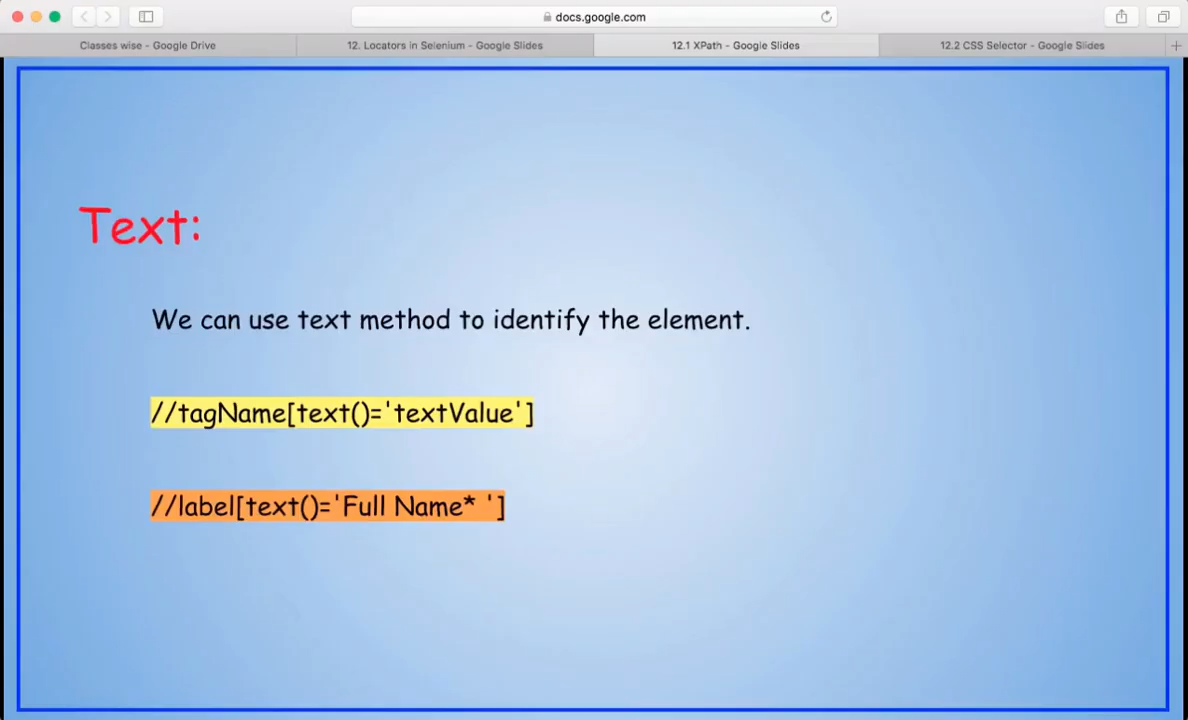 docs.google.com
Classes wise - Google Drive
12. Locators in Selenium - Google Slides
12.1 XPath - Google Slides
12.2 CSS Selector - Google Slides
Text:
We can use text method to identify the element.
//tagName[text()='textValue']
//label[text()='Full Name* ']